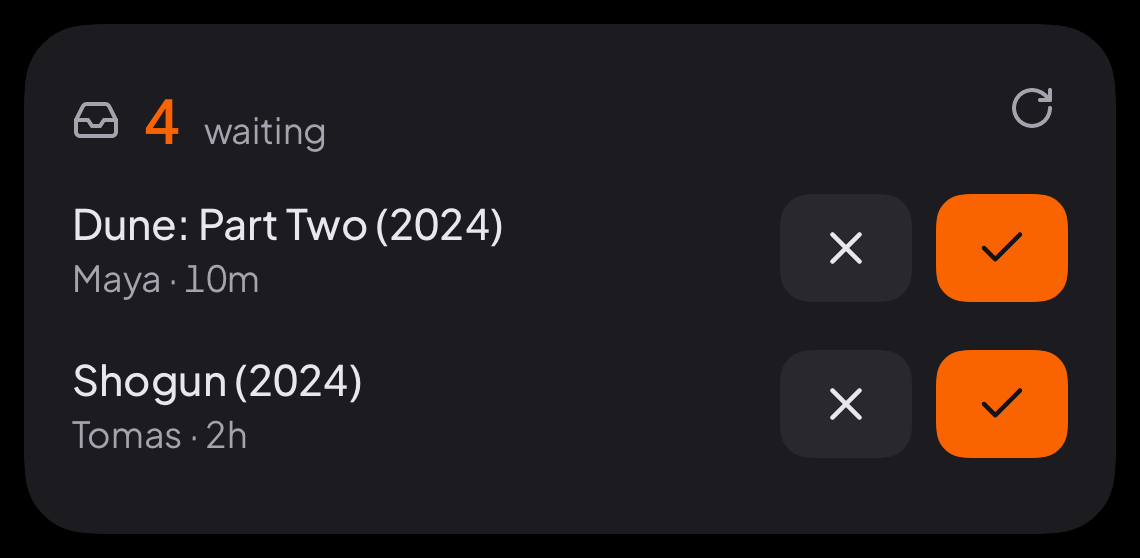 4 waiting
Dune: Part Two (2024)
Maya · 10m
Shogun (2024)
Tomas · 2h